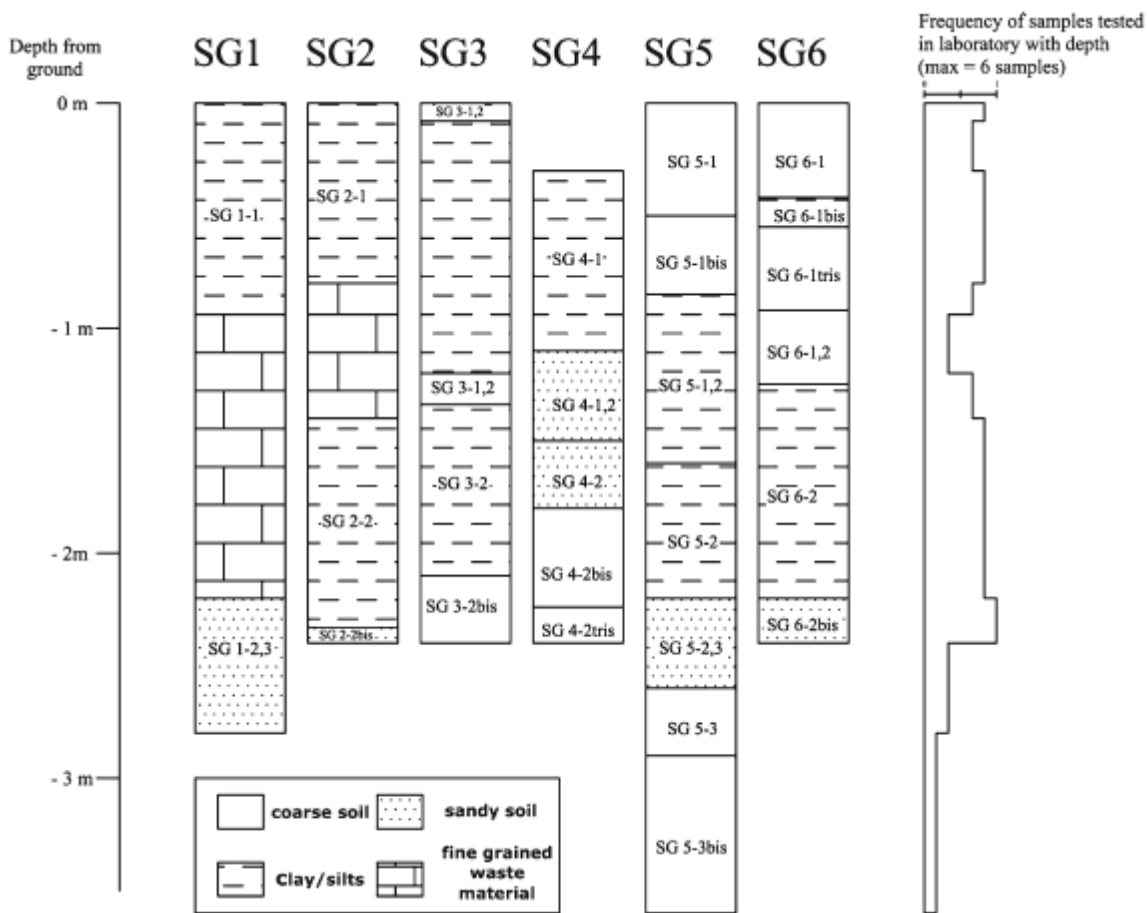 Depth from
ground
SG1
SG2
SG3
SG4
SG5
SG6
Frequency of samples tested
in laboratory with depth
(max = 6 samples)
0 m
- 1 m
- 2m
- 3 m
SG 1-1
SG 1-2,3
SG 2-1
SG 2-2
SG 2-2bis
SG 3-1,2
SG 3-1,2
SG 3-2
SG 3-2bis
SG 4-1
SG 4-1,2
SG 4-2
SG 4-2bis
SG 4-2tris
SG 5-1
SG 5-1bis
SG 5-1,2
SG 5-2
SG 5-2,3
SG 5-3
SG 5-3bis
SG 6-1
SG 6-1bis
SG 6-1tris
SG 6-1,2
SG 6-2
SG 6-2bis
coarse soil
sandy soil
Clay/silts
fine grained
waste
material